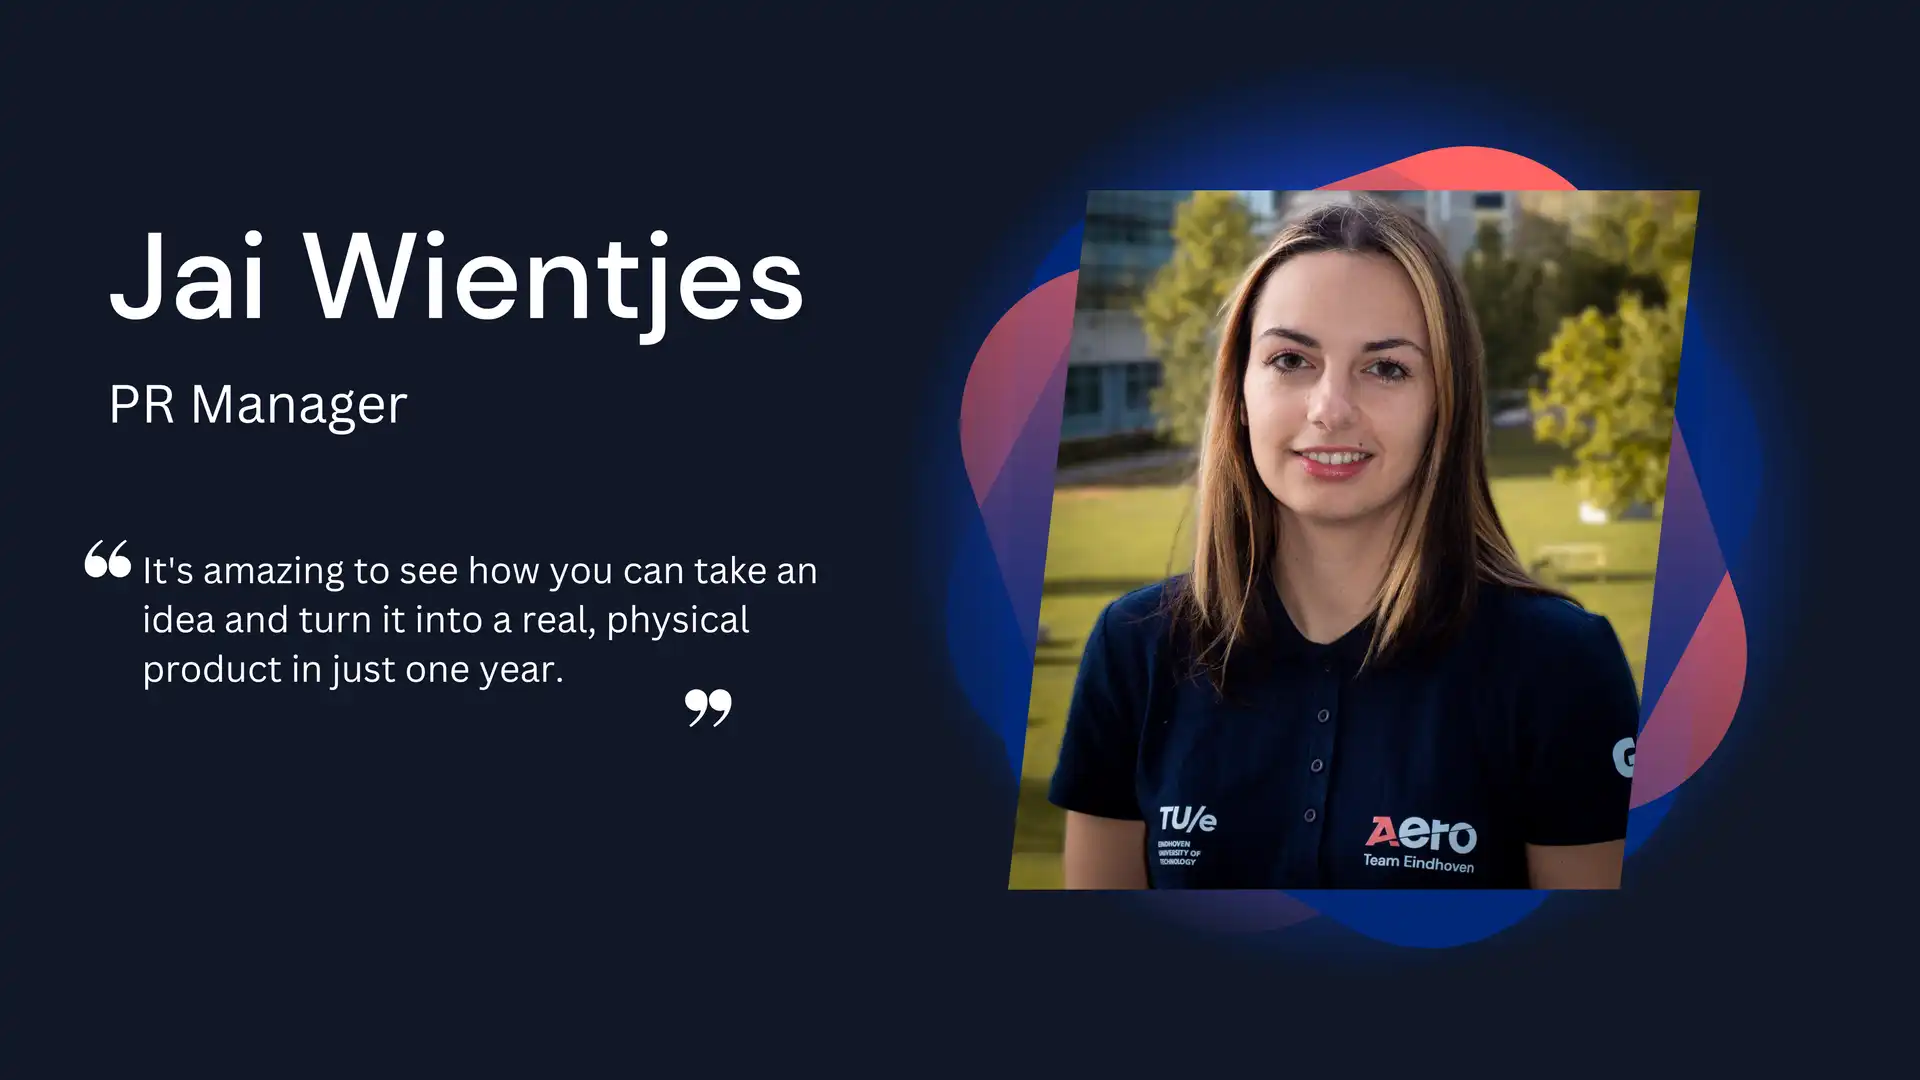 Jai Wientjes
PR Manager
“It's amazing to see how you can take an
idea and turn it into a real, physical
product in just one year.
”
TU/e
EINDHOVEN
UNIVERSITY OF
TECHNOLOGY
Aero
Team Eindhoven
G